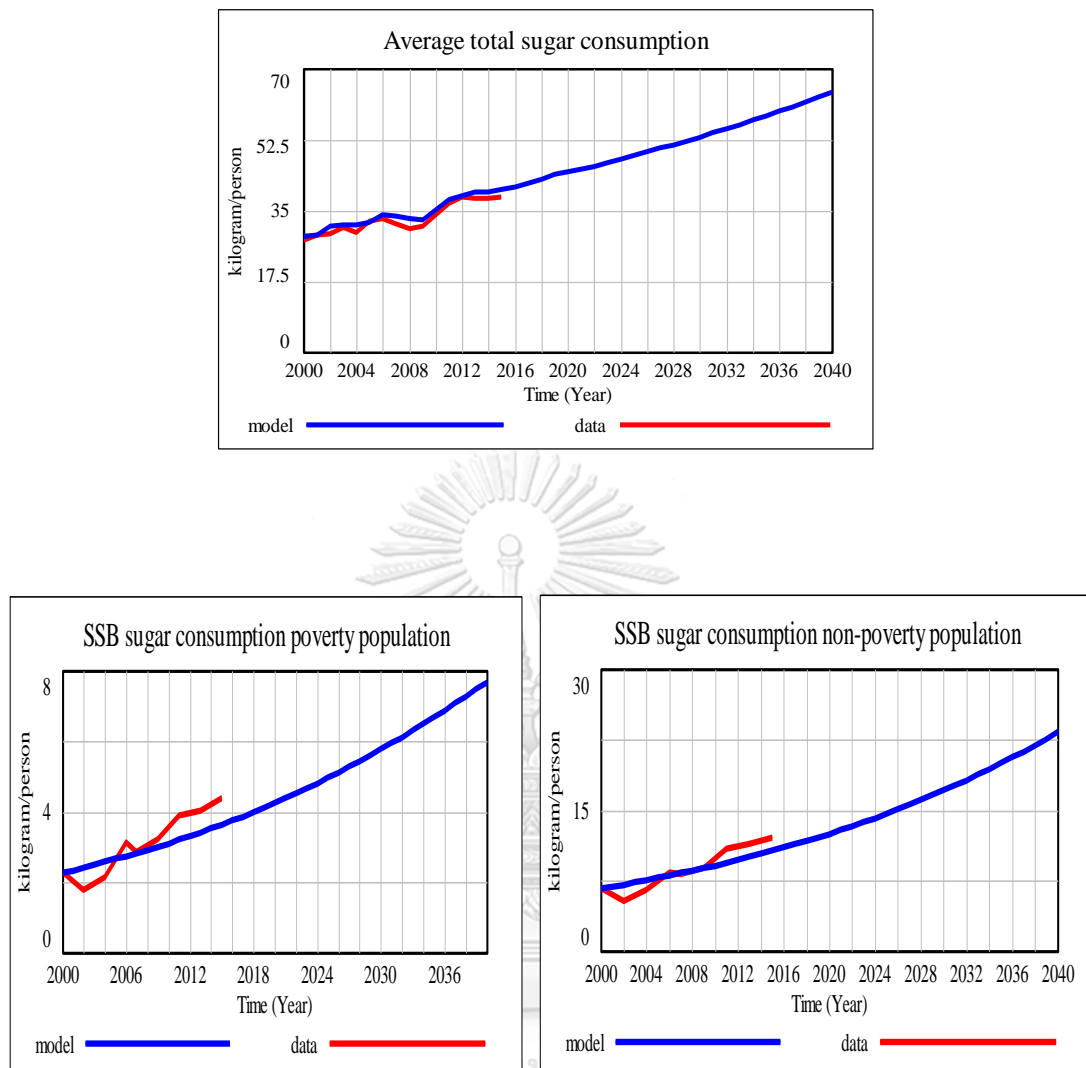 Average total sugar consumption
70
52.5
35
17.5
0
kilogram/person
2000 2004 2008 2012 2016 2020 2024 2028 2032 2036 2040
Time (Year)
model data
SSB sugar consumption poverty population
8
4
0
kilogram/person
2000 2006 2012 2018 2024 2030 2036
Time (Year)
model data
SSB sugar consumption non-poverty population
30
15
0
kilogram/person
2000 2004 2008 2012 2016 2020 2024 2028 2032 2036 2040
Time (Year)
model data